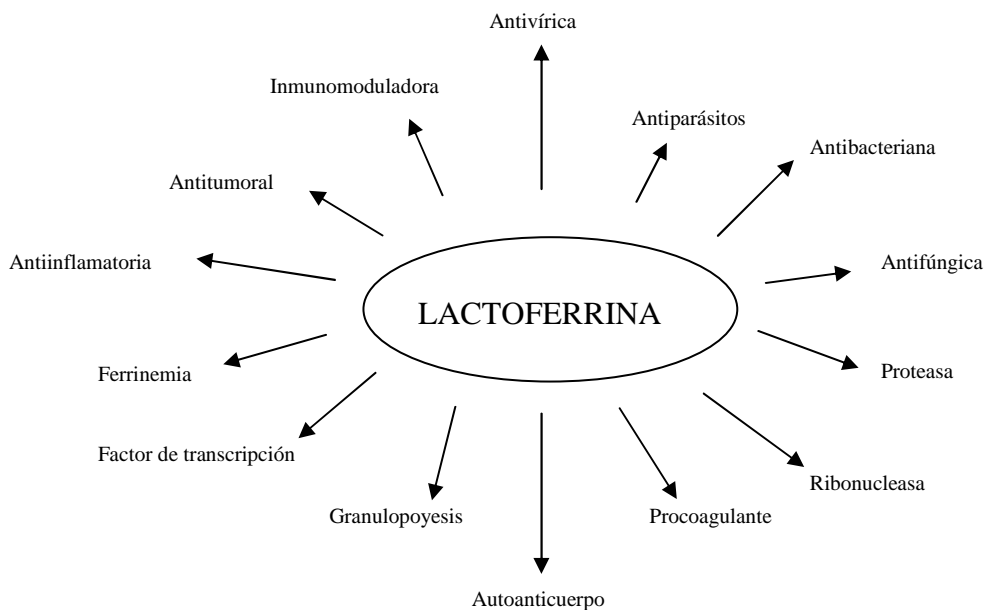 Antivírica
Inmunomoduladora
Antiparásitos
Antibacteriana
Antitumoral
Antiinflamatoria
Antifúngica
LACTOFERRINA
Ferrinemia
Proteasa
Factor de transcripción
Ribonucleasa
Granulopoyesis
Procoagulante
Autoanticuerpo